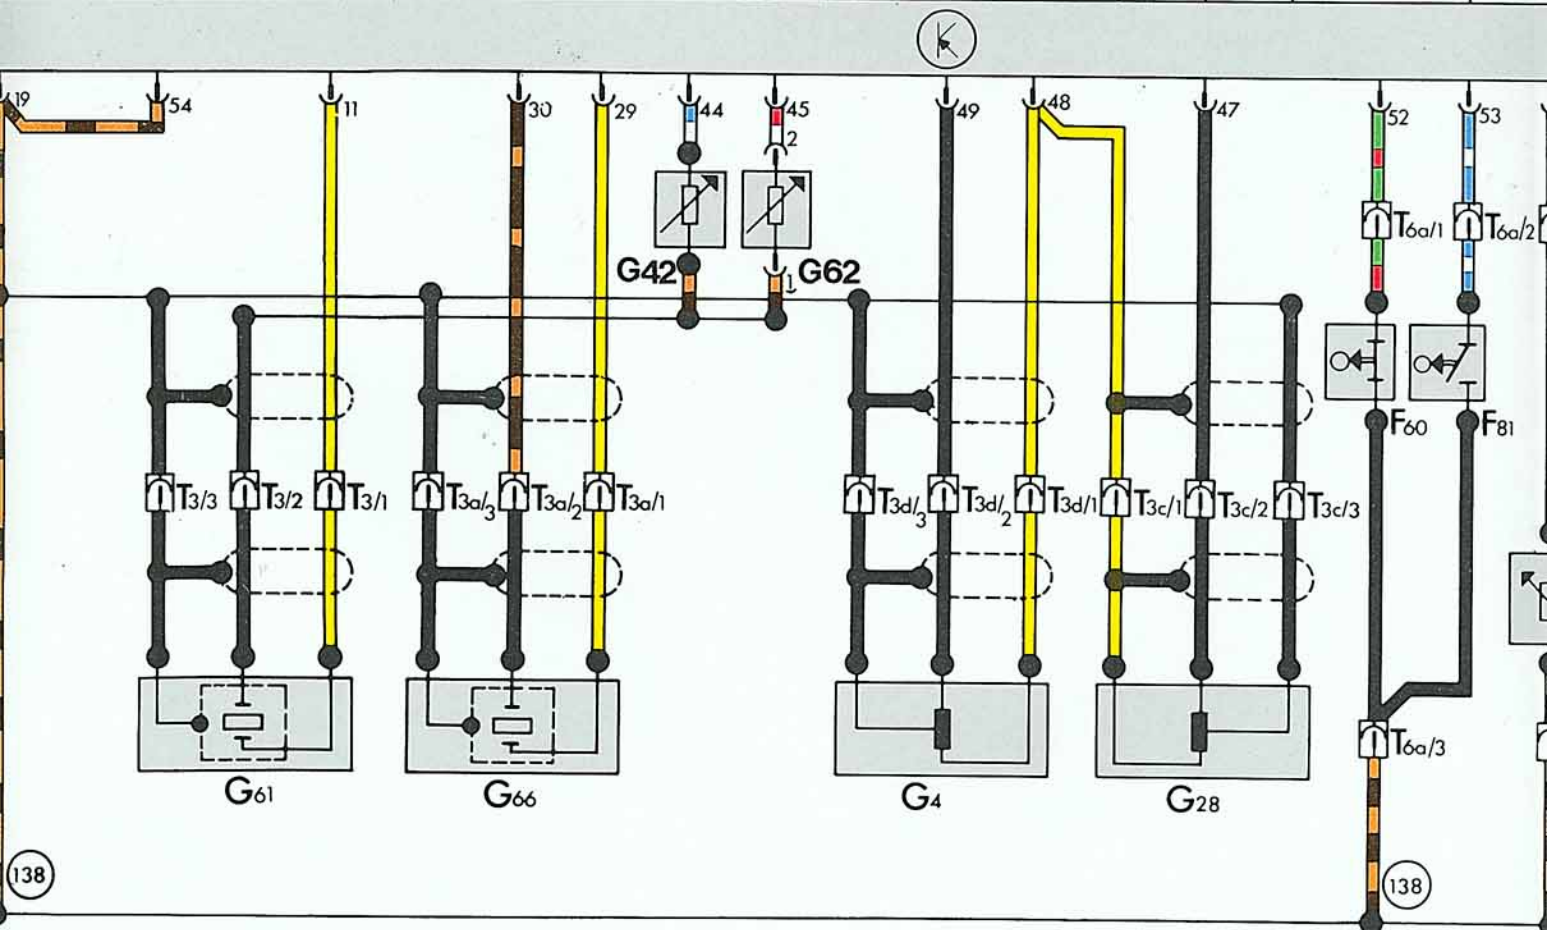 19 54 11 30 29 44 45 49 48 47 52 53
2
T6a/1 T6a/2
G42 1 G62
F60 F81
T3/3 T3/2 T3/1 T3a/3 T3a/2 T3a/1 T3d/3 T3d/2 T3d/1 T3c/1 T3c/2 T3c/3
T6a/3
G61 G66 G4 G28
138 138